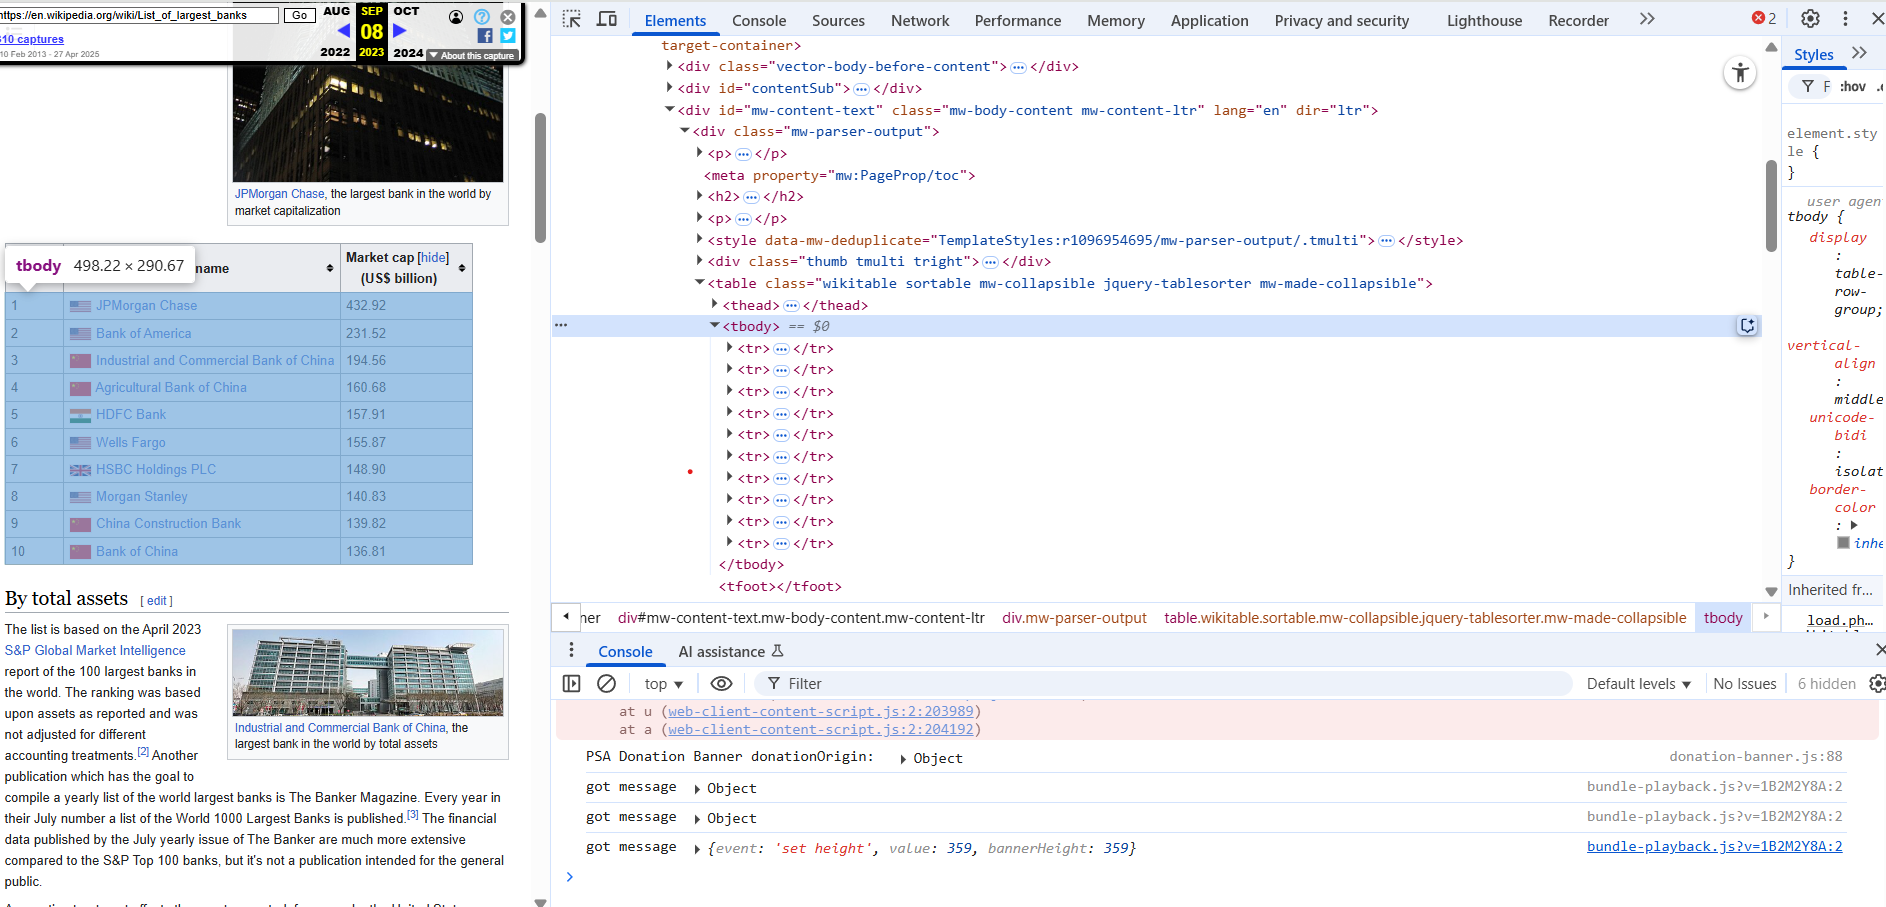 https://en.wikipedia.org/wiki/List_of_largest_banks
Go
AUG SEP OCT
08
2022 2023 2024
610 captures
10 Feb 2013 - 27 Apr 2025
About this capture
JPMorgan Chase, the largest bank in the world by
market capitalization
tbody 498.22 × 290.67
name
Market cap [hide]
(US$ billion)
1 JPMorgan Chase 432.92
2 Bank of America 231.52
3 Industrial and Commercial Bank of China 194.56
4 Agricultural Bank of China 160.68
5 HDFC Bank 157.91
6 Wells Fargo 155.87
7 HSBC Holdings PLC 148.90
8 Morgan Stanley 140.83
9 China Construction Bank 139.82
10 Bank of China 136.81
By total assets [ edit ]
The list is based on the April 2023
S&P Global Market Intelligence
report of the 100 largest banks in
the world. The ranking was based
upon assets as reported and was
not adjusted for different
accounting treatments.[2] Another
publication which has the goal to
compile a yearly list of the world largest banks is The Banker Magazine. Every year in
their July number a list of the World 1000 Largest Banks is published.[3] The financial
data published by the July yearly issue of The Banker are much more extensive
compared to the S&P Top 100 banks, but it's not a publication intended for the general
public.
Industrial and Commercial Bank of China, the
largest bank in the world by total assets
Elements Console Sources Network Performance Memory Application Privacy and security Lighthouse Recorder 2
target-container>
<div class="vector-body-before-content"> … </div>
<div id="contentSub"> … </div>
<div id="mw-content-text" class="mw-body-content mw-content-ltr" lang="en" dir="ltr">
<div class="mw-parser-output">
<p> … </p>
<meta property="mw:PageProp/toc">
<h2> … </h2>
<p> … </p>
<style data-mw-deduplicate="TemplateStyles:r1096954695/mw-parser-output/.tmulti"> … </style>
<div class="thumb tmulti tright"> … </div>
<table class="wikitable sortable mw-collapsible jquery-tablesorter mw-made-collapsible">
<thead> … </thead>
<tbody> == $0
<tr> … </tr>
<tr> … </tr>
<tr> … </tr>
<tr> … </tr>
<tr> … </tr>
<tr> … </tr>
<tr> … </tr>
<tr> … </tr>
<tr> … </tr>
<tr> … </tr>
</tbody>
<tfoot></tfoot>
ner div#mw-content-text.mw-body-content.mw-content-ltr div.mw-parser-output table.wikitable.sortable.mw-collapsible.jquery-tablesorter.mw-made-collapsible tbody
Styles
F :hov .c
element.sty
le {
}
user agen
tbody {
display
:
table-
row-
group;
vertical-
align
:
middle
unicode-
bidi
:
isolat
border-
color
:
inhe
}
Inherited fr…
load.ph…
Console AI assistance
top Filter Default levels No Issues 6 hidden
at u (web-client-content-script.js:2:203989)
at a (web-client-content-script.js:2:204192)
PSA Donation Banner donationOrigin: Object donation-banner.js:88
got message Object bundle-playback.js?v=1B2M2Y8A:2
got message Object bundle-playback.js?v=1B2M2Y8A:2
got message {event: 'set height', value: 359, bannerHeight: 359} bundle-playback.js?v=1B2M2Y8A:2